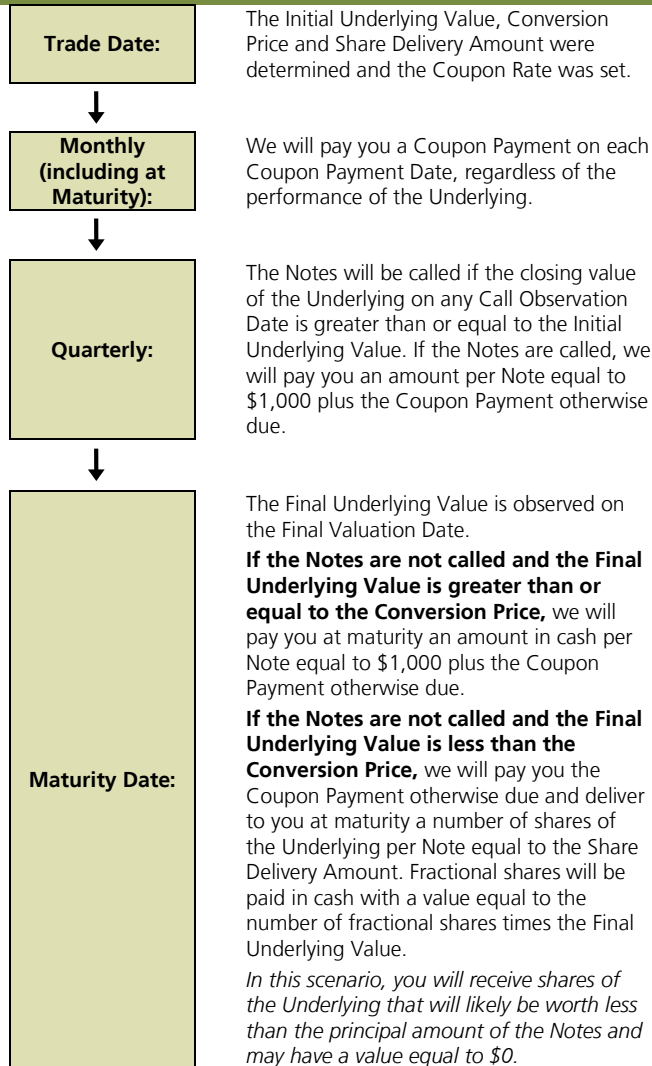 Trade Date:
The Initial Underlying Value, Conversion
Price and Share Delivery Amount were
determined and the Coupon Rate was set.
Monthly
(including at
Maturity):
We will pay you a Coupon Payment on each
Coupon Payment Date, regardless of the
performance of the Underlying.
Quarterly:
The Notes will be called if the closing value
of the Underlying on any Call Observation
Date is greater than or equal to the Initial
Underlying Value. If the Notes are called, we
will pay you an amount per Note equal to
$1,000 plus the Coupon Payment otherwise
due.
Maturity Date:
The Final Underlying Value is observed on
the Final Valuation Date.
If the Notes are not called and the Final
Underlying Value is greater than or
equal to the Conversion Price, we will
pay you at maturity an amount in cash per
Note equal to $1,000 plus the Coupon
Payment otherwise due.
If the Notes are not called and the Final
Underlying Value is less than the
Conversion Price, we will pay you the
Coupon Payment otherwise due and deliver
to you at maturity a number of shares of
the Underlying per Note equal to the Share
Delivery Amount. Fractional shares will be
paid in cash with a value equal to the
number of fractional shares times the Final
Underlying Value.
In this scenario, you will receive shares of
the Underlying that will likely be worth less
than the principal amount of the Notes and
may have a value equal to $0.